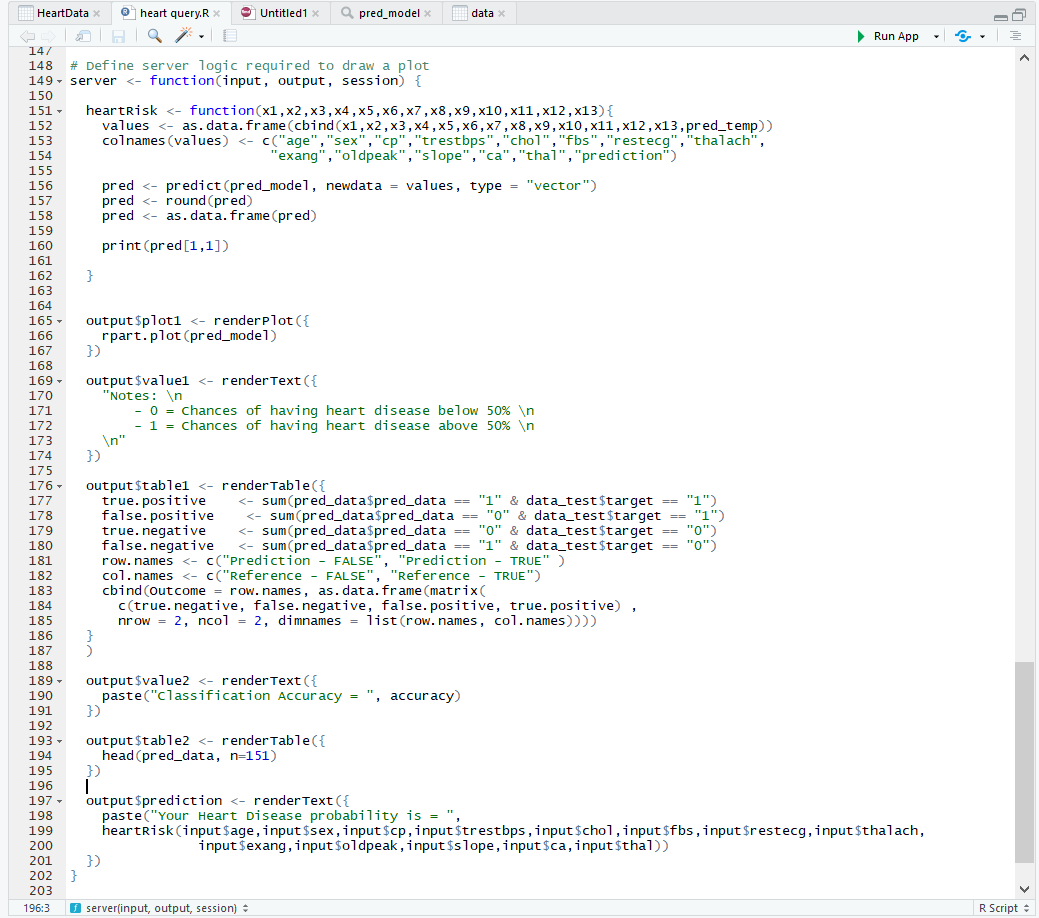 HeartData × heart query.R × Untitled1 × pred_model × data ×
Run App
147
148 # Define server logic required to draw a plot
149 server <- function(input, output, session) {
150
151   heartRisk <- function(x1,x2,x3,x4,x5,x6,x7,x8,x9,x10,x11,x12,x13){
152     values <- as.data.frame(cbind(x1,x2,x3,x4,x5,x6,x7,x8,x9,x10,x11,x12,x13,pred_temp))
153     colnames(values) <- c("age","sex","cp","trestbps","chol","fbs","restecg","thalach",
154                          "exang","oldpeak","slope","ca","thal","prediction")
155
156     pred <- predict(pred_model, newdata = values, type = "vector")
157     pred <- round(pred)
158     pred <- as.data.frame(pred)
159
160     print(pred[1,1])
161
162   }
163
164
165   output$plot1 <- renderPlot({
166     rpart.plot(pred_model)
167   })
168
169   output$value1 <- renderText({
170     "Notes: \n
171         - 0 = Chances of having heart disease below 50% \n
172         - 1 = Chances of having heart disease above 50% \n
173     \n"
174   })
175
176   output$table1 <- renderTable({
177     true.positive    <- sum(pred_data$pred_data == "1" & data_test$target == "1")
178     false.positive    <- sum(pred_data$pred_data == "0" & data_test$target == "1")
179     true.negative    <- sum(pred_data$pred_data == "0" & data_test$target == "0")
180     false.negative   <- sum(pred_data$pred_data == "1" & data_test$target == "0")
181     row.names <- c("Prediction - FALSE", "Prediction - TRUE" )
182     col.names <- c("Reference - FALSE", "Reference - TRUE")
183     cbind(Outcome = row.names, as.data.frame(matrix(
184       c(true.negative, false.negative, false.positive, true.positive) ,
185       nrow = 2, ncol = 2, dimnames = list(row.names, col.names))))
186   }
187   )
188
189   output$value2 <- renderText({
190     paste("Classification Accuracy = ", accuracy)
191   })
192
193   output$table2 <- renderTable({
194     head(pred_data, n=151)
195   })
196
197   output$prediction <- renderText({
198     paste("Your Heart Disease probability is = ",
199     heartRisk(input$age,input$sex,input$cp,input$trestbps,input$chol,input$fbs,input$restecg,input$thalach,
200                 input$exang,input$oldpeak,input$slope,input$ca,input$thal))
201   })
202 }
203
196:3 f server(input, output, session) R Script